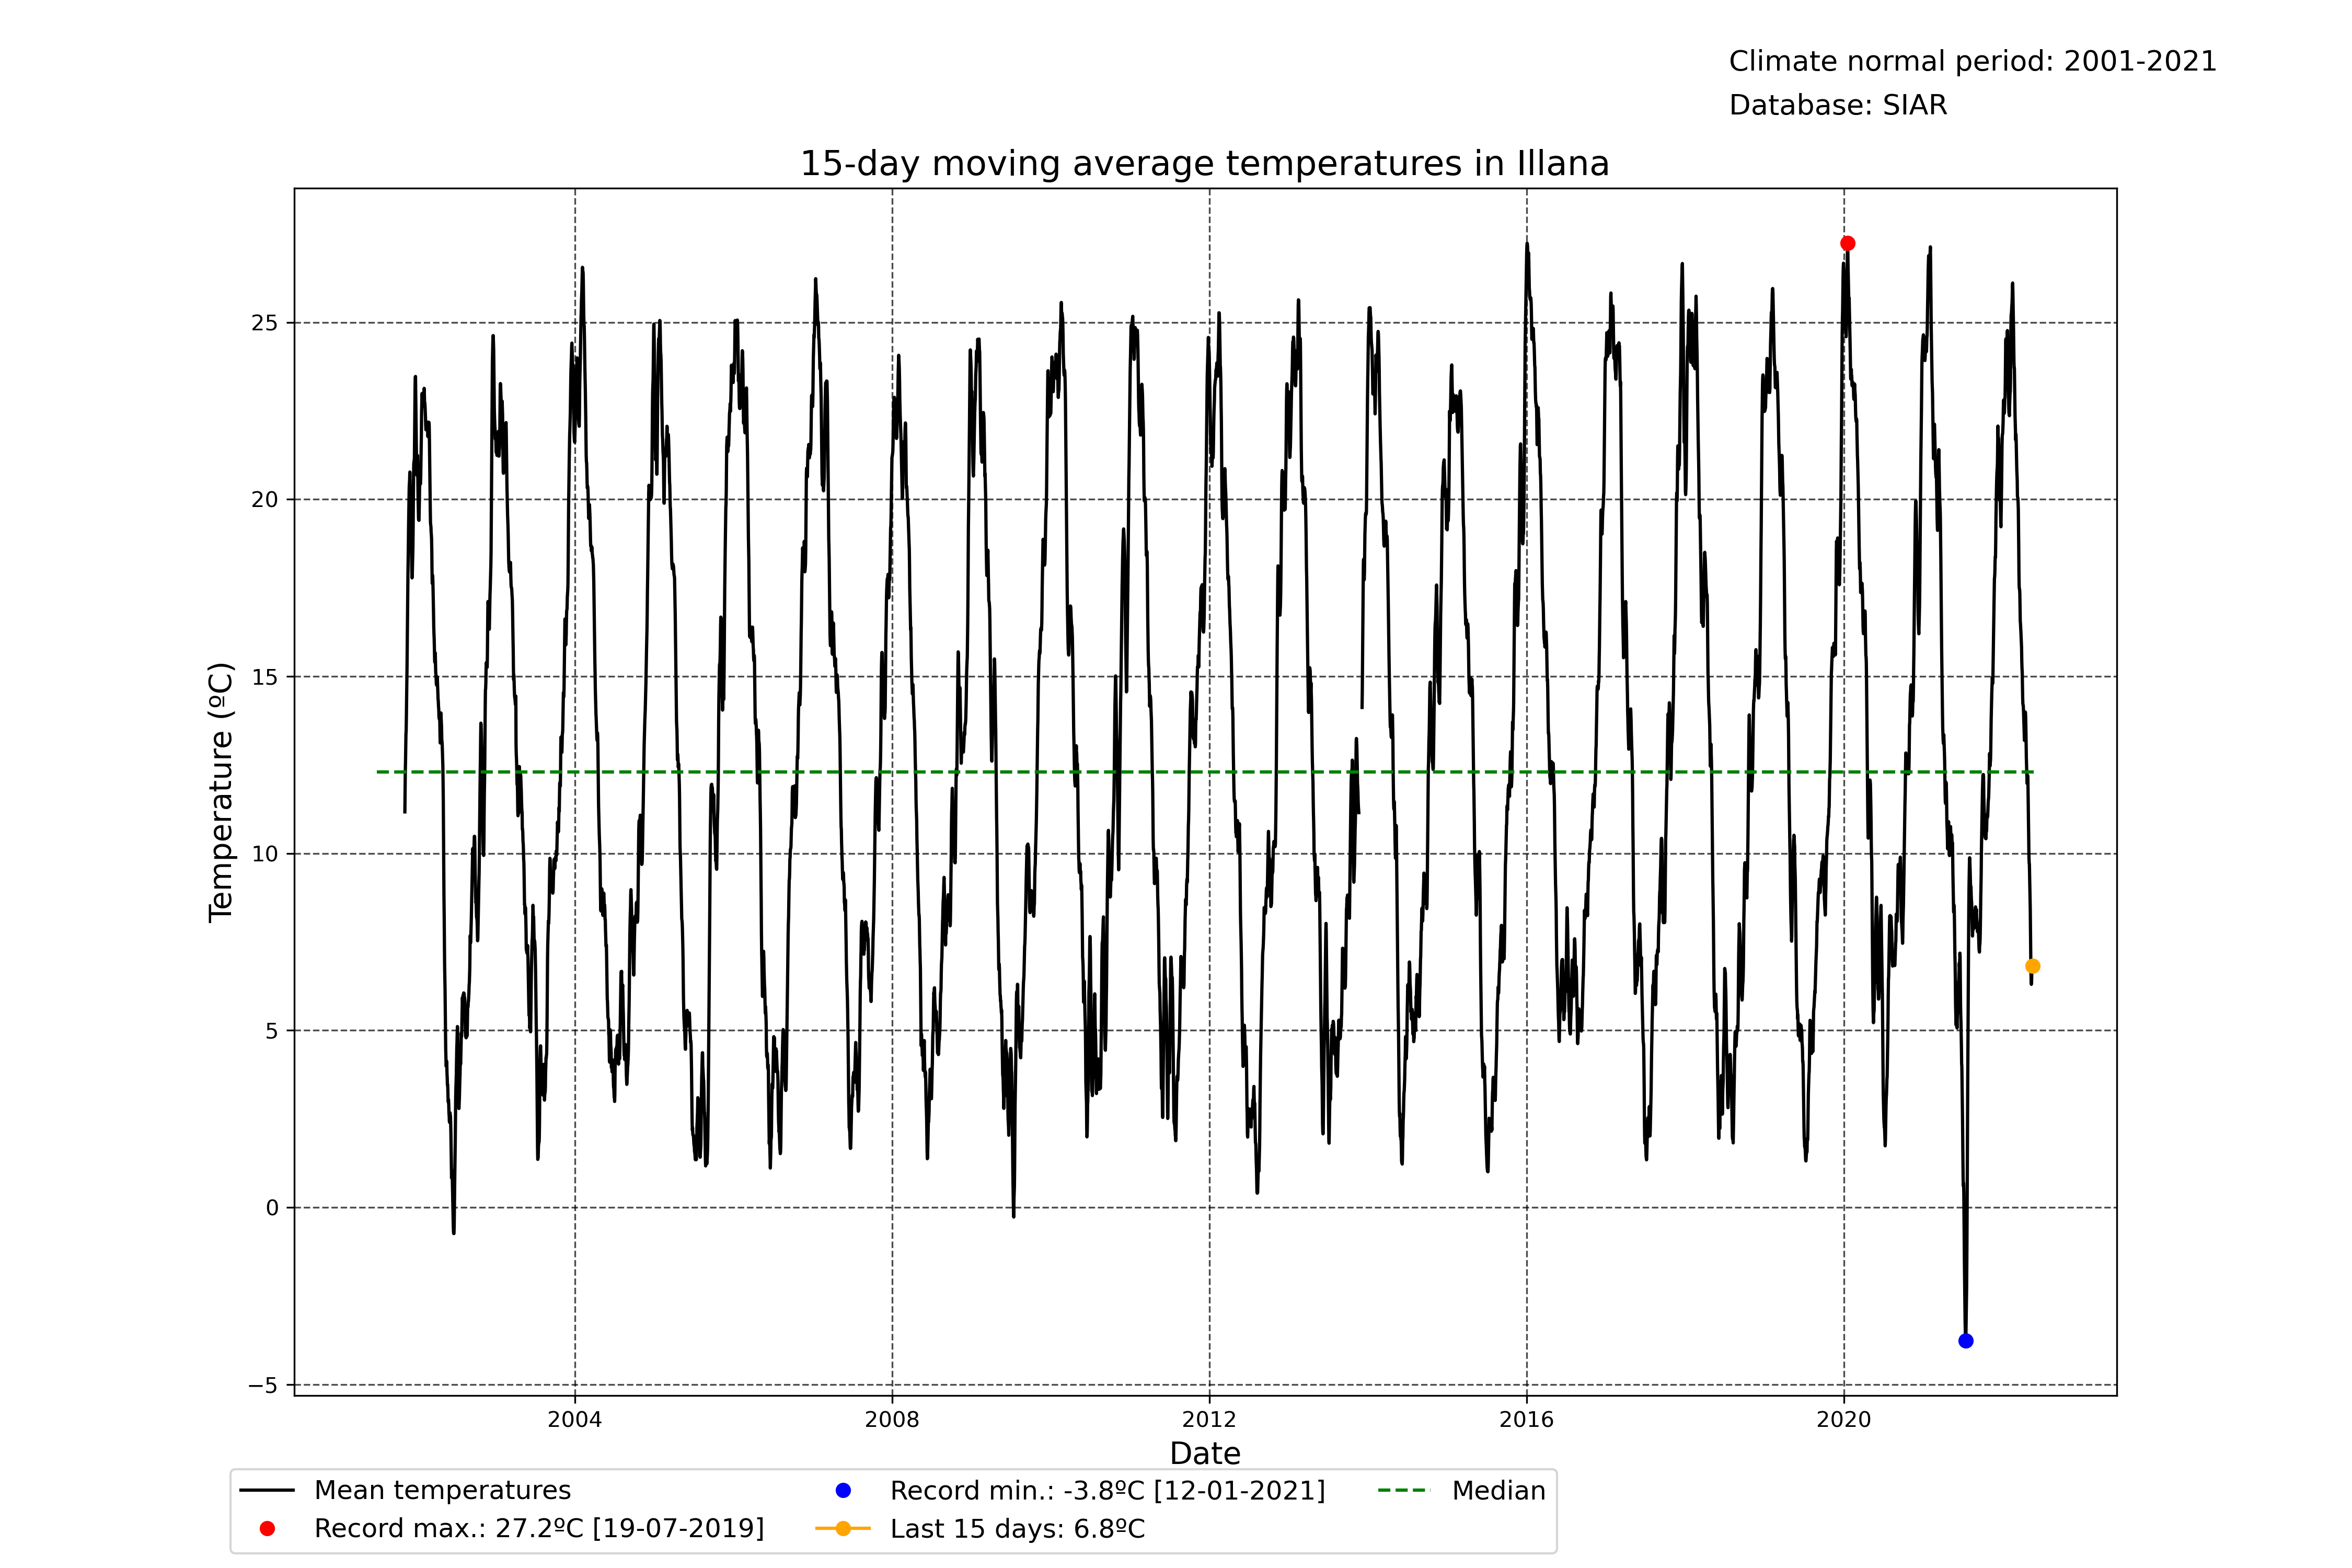 Climate normal period: 2001-2021
Database: SIAR
15-day moving average temperatures in Illana
25
20
15
10
5
0
−5
Temperature (ºC)
2004 2008 2012 2016 2020
Date
Mean temperatures
Record max.: 27.2ºC [19-07-2019]
Record min.: -3.8ºC [12-01-2021]
Last 15 days: 6.8ºC
Median